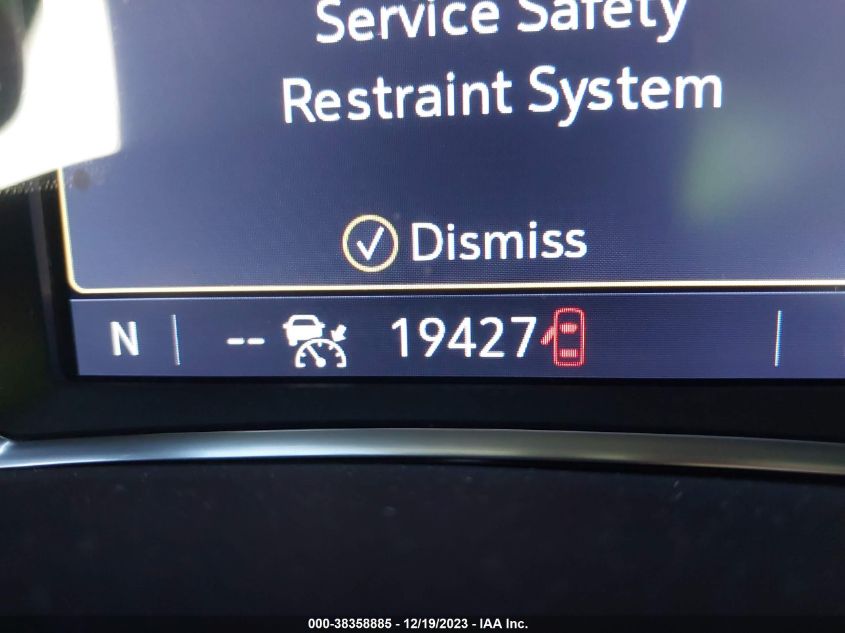 Service Safety
Restraint System
Dismiss
N -- 19427
000-38358885 - 12/19/2023 - IAA Inc.